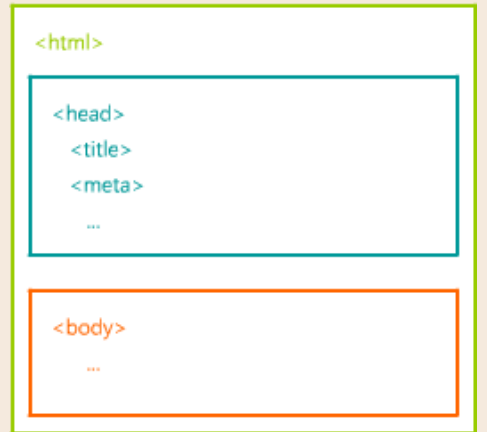 <html>
<head>
<title>
<meta>
...
<body>
...